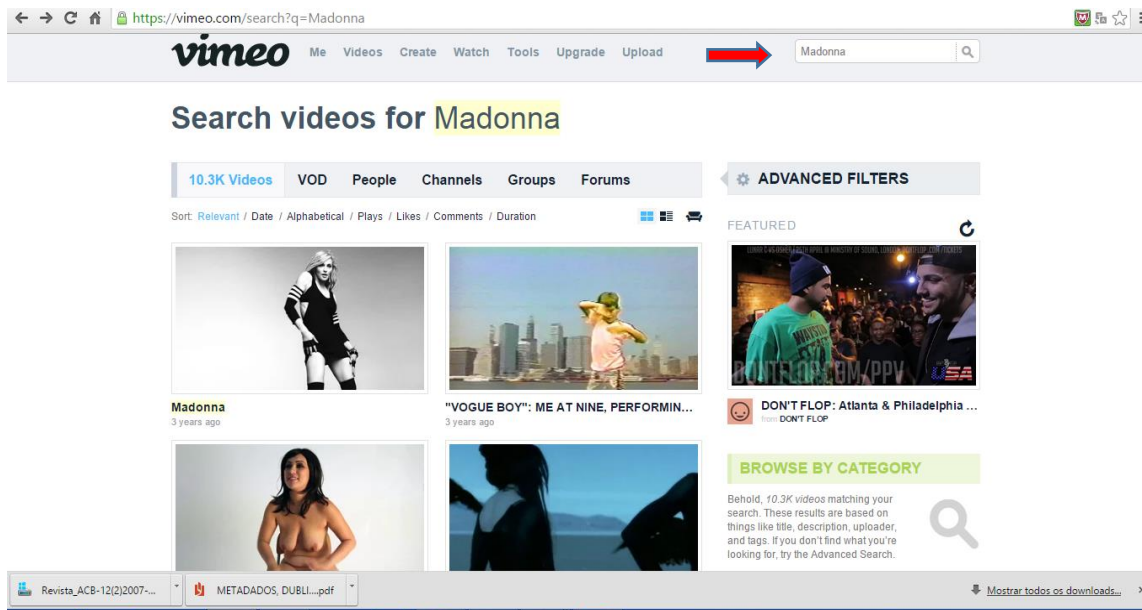 https://vimeo.com/search?q=Madonna
vimeo Me Videos Create Watch Tools Upgrade Upload Madonna
Search videos for Madonna
10.3K Videos VOD People Channels Groups Forums
Sort: Relevant / Date / Alphabetical / Plays / Likes / Comments / Duration
Madonna
3 years ago
"VOGUE BOY": ME AT NINE, PERFORMIN...
3 years ago
ADVANCED FILTERS
FEATURED
WAYSTED
DONTFLOP.COM/PPV
USA
DON'T FLOP: Atlanta & Philadelphia ...
from DON'T FLOP
BROWSE BY CATEGORY
Behold, 10.3K videos matching your
search. These results are based on
things like title, description, uploader,
and tags. If you don't find what you're
looking for, try the Advanced Search.
Revista_ACB-12(2)2007-... METADADOS, DUBLI....pdf Mostrar todos os downloads...